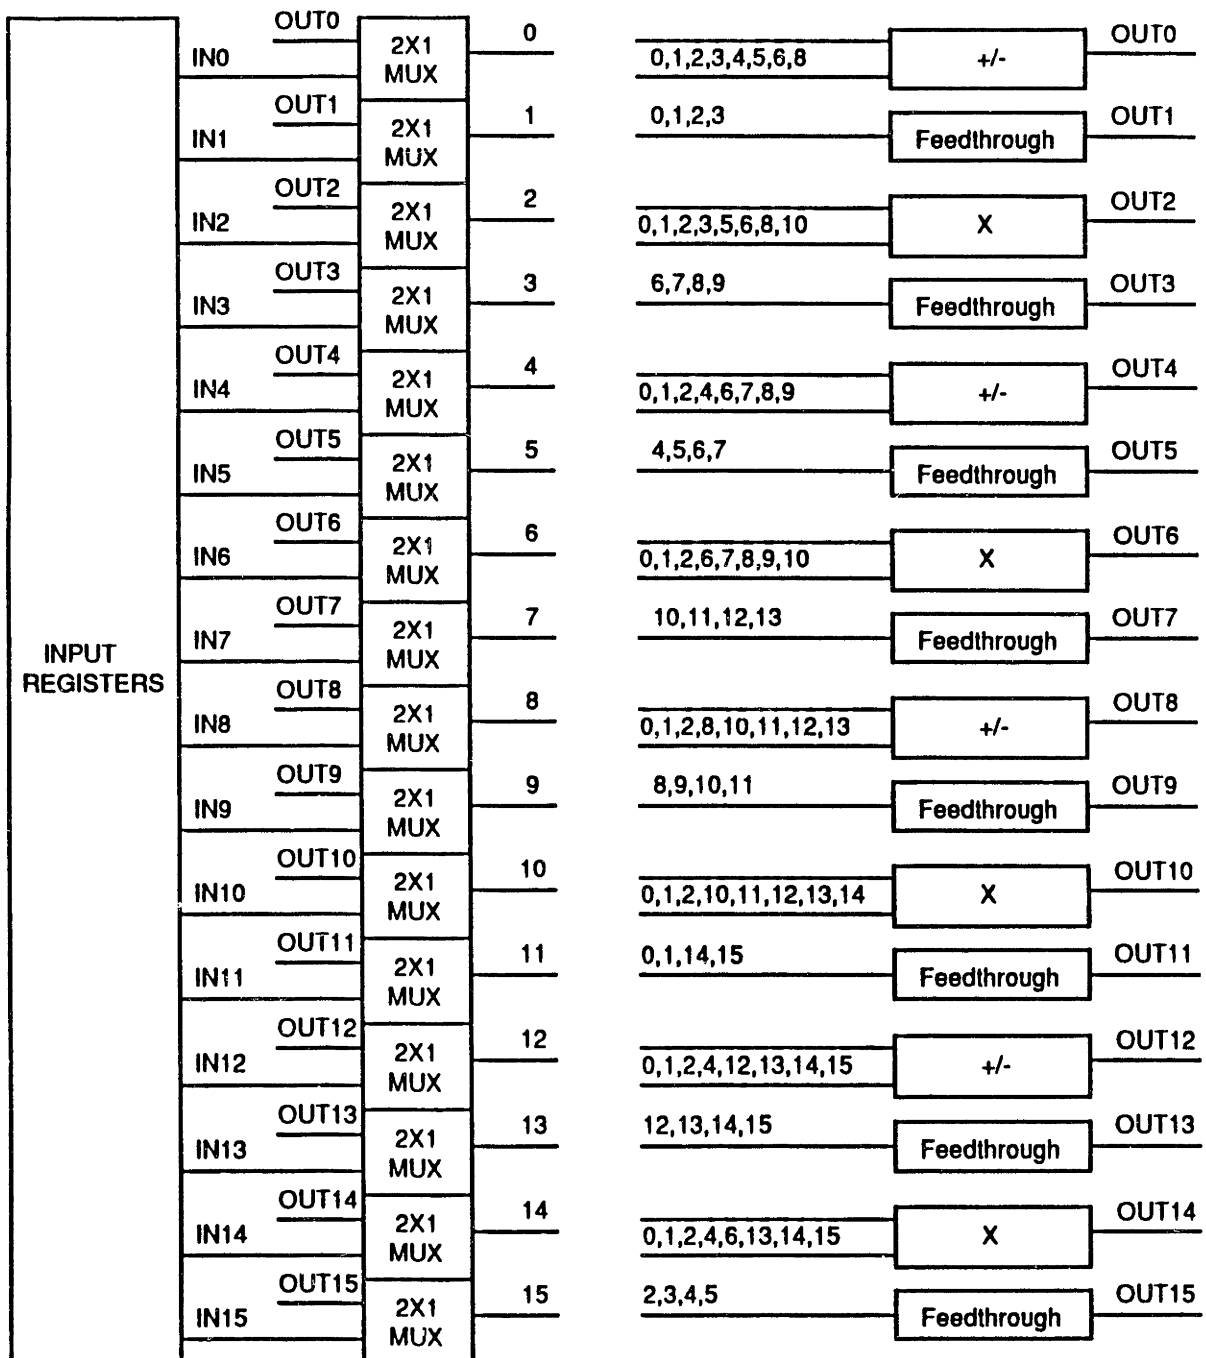 OUT0 0 OUT0
IN0 2X1 MUX 0,1,2,3,4,5,6,8 +/-
OUT1 1 0,1,2,3 OUT1
IN1 2X1 MUX Feedthrough
OUT2 2 OUT2
IN2 2X1 MUX 0,1,2,3,5,6,8,10 X
OUT3 3 6,7,8,9 OUT3
IN3 2X1 MUX Feedthrough
OUT4 4 OUT4
IN4 2X1 MUX 0,1,2,4,6,7,8,9 +/-
OUT5 5 4,5,6,7 OUT5
IN5 2X1 MUX Feedthrough
OUT6 6 OUT6
IN6 2X1 MUX 0,1,2,6,7,8,9,10 X
OUT7 7 10,11,12,13 OUT7
IN7 2X1 MUX Feedthrough
INPUT
REGISTERS
OUT8 8 OUT8
IN8 2X1 MUX 0,1,2,8,10,11,12,13 +/-
OUT9 9 8,9,10,11 OUT9
IN9 2X1 MUX Feedthrough
OUT10 10 OUT10
IN10 2X1 MUX 0,1,2,10,11,12,13,14 X
OUT11 11 0,1,14,15 OUT11
IN11 2X1 MUX Feedthrough
OUT12 12 OUT12
IN12 2X1 MUX 0,1,2,4,12,13,14,15 +/-
OUT13 13 12,13,14,15 OUT13
IN13 2X1 MUX Feedthrough
OUT14 14 OUT14
IN14 2X1 MUX 0,1,2,4,6,13,14,15 X
OUT15 15 2,3,4,5 OUT15
IN15 2X1 MUX Feedthrough